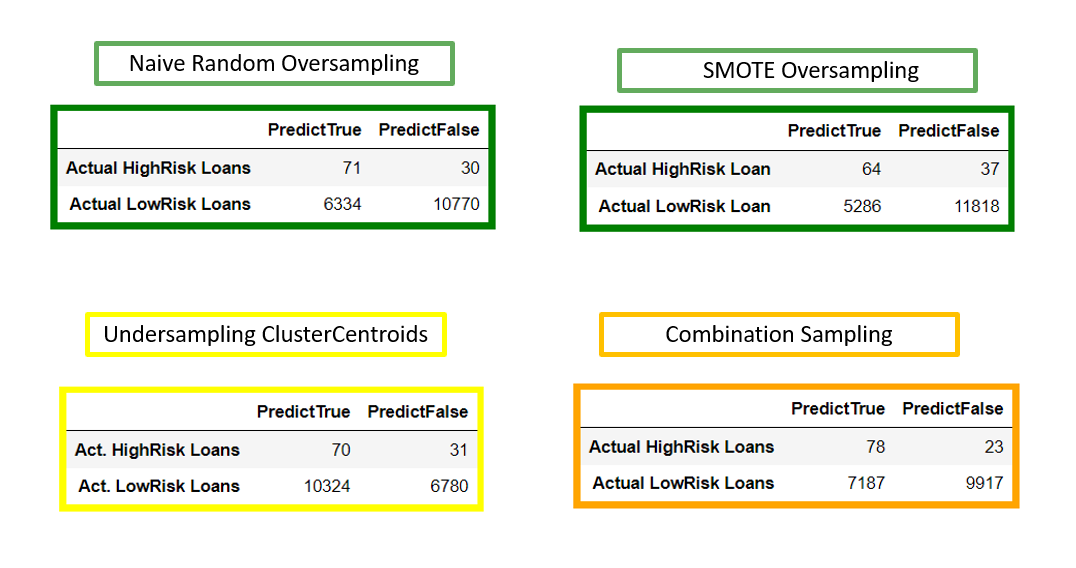 Naive Random Oversampling
PredictTrue PredictFalse
Actual HighRisk Loans 71 30
Actual LowRisk Loans 6334 10770
SMOTE Oversampling
PredictTrue PredictFalse
Actual HighRisk Loan 64 37
Actual LowRisk Loan 5286 11818
Undersampling ClusterCentroids
PredictTrue PredictFalse
Act. HighRisk Loans 70 31
Act. LowRisk Loans 10324 6780
Combination Sampling
PredictTrue PredictFalse
Actual HighRisk Loans 78 23
Actual LowRisk Loans 7187 9917